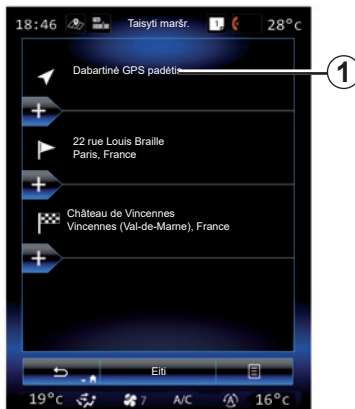 18:46 Taisyti maršr. 1 28°c
Dabartinė GPS padėtis
1
22 rue Louis Braille
Paris, France
Château de Vincennes
Vincennes (Val-de-Marne), France
Eiti
19°c 7 A/C A 16°c